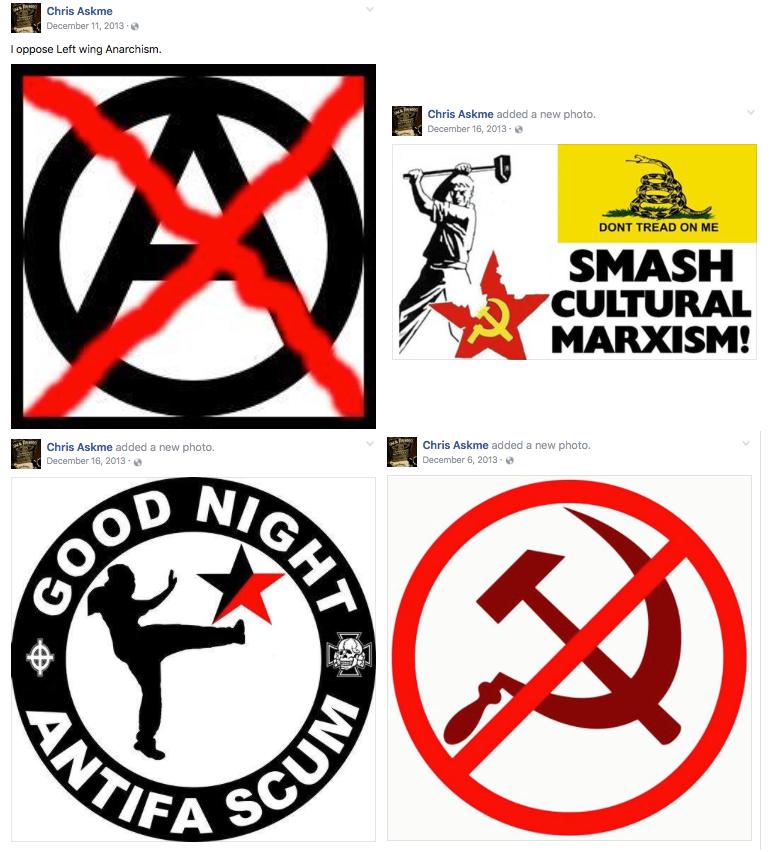 Chris Askme
December 11, 2013 ·
I oppose Left wing Anarchism.
Chris Askme added a new photo.
December 16, 2013 ·
DONT TREAD ON ME
SMASH
CULTURAL
MARXISM!
Chris Askme added a new photo.
December 16, 2013 ·
GOOD NIGHT
ANTIFA SCUM
Chris Askme added a new photo.
December 6, 2013 ·